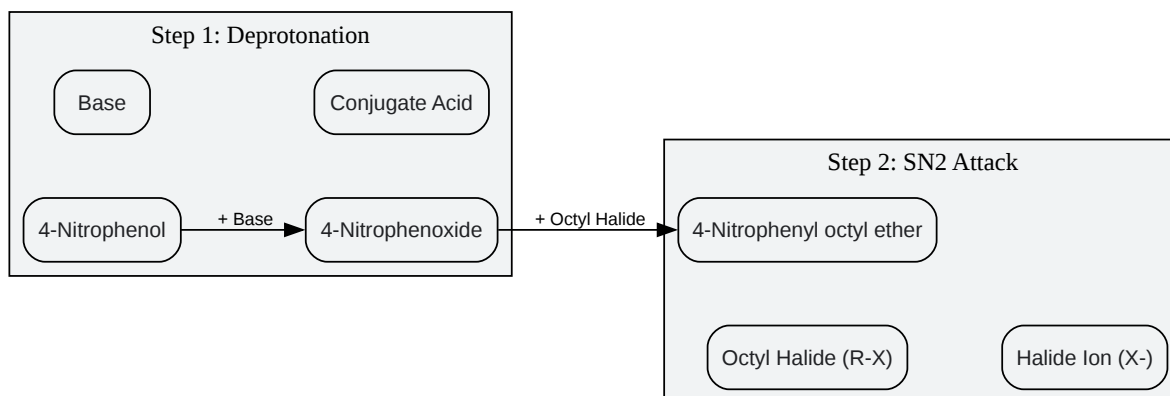 Step 1: Deprotonation
Base
Conjugate Acid
4-Nitrophenol
+ Base
4-Nitrophenoxide
+ Octyl Halide
Step 2: SN2 Attack
4-Nitrophenyl octyl ether
Octyl Halide (R-X)
Halide Ion (X-)